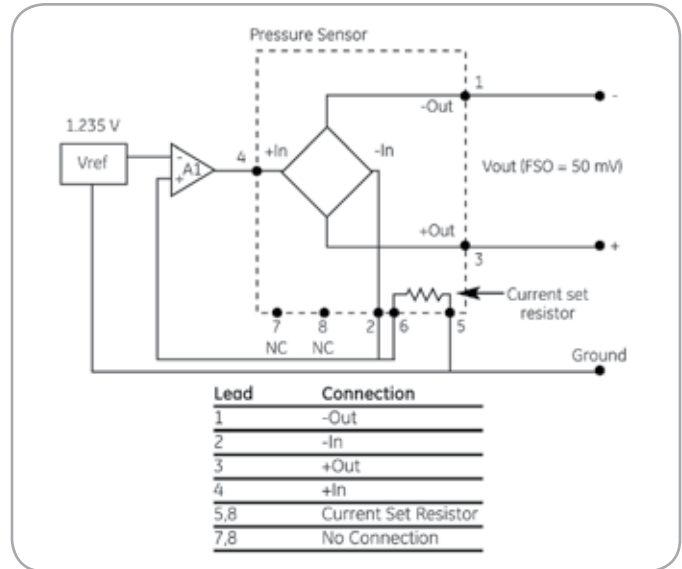 Pressure Sensor
1
-Out
-
1.235 V
Vref
-
+
A1
4
+In
-In
Vout (FSO = 50 mV)
+Out
+
3
Current set
resistor
7
8
2
6
5
NC
NC
Ground
Lead Connection
1 -Out
2 -In
3 +Out
4 +In
5,8 Current Set Resistor
7,8 No Connection